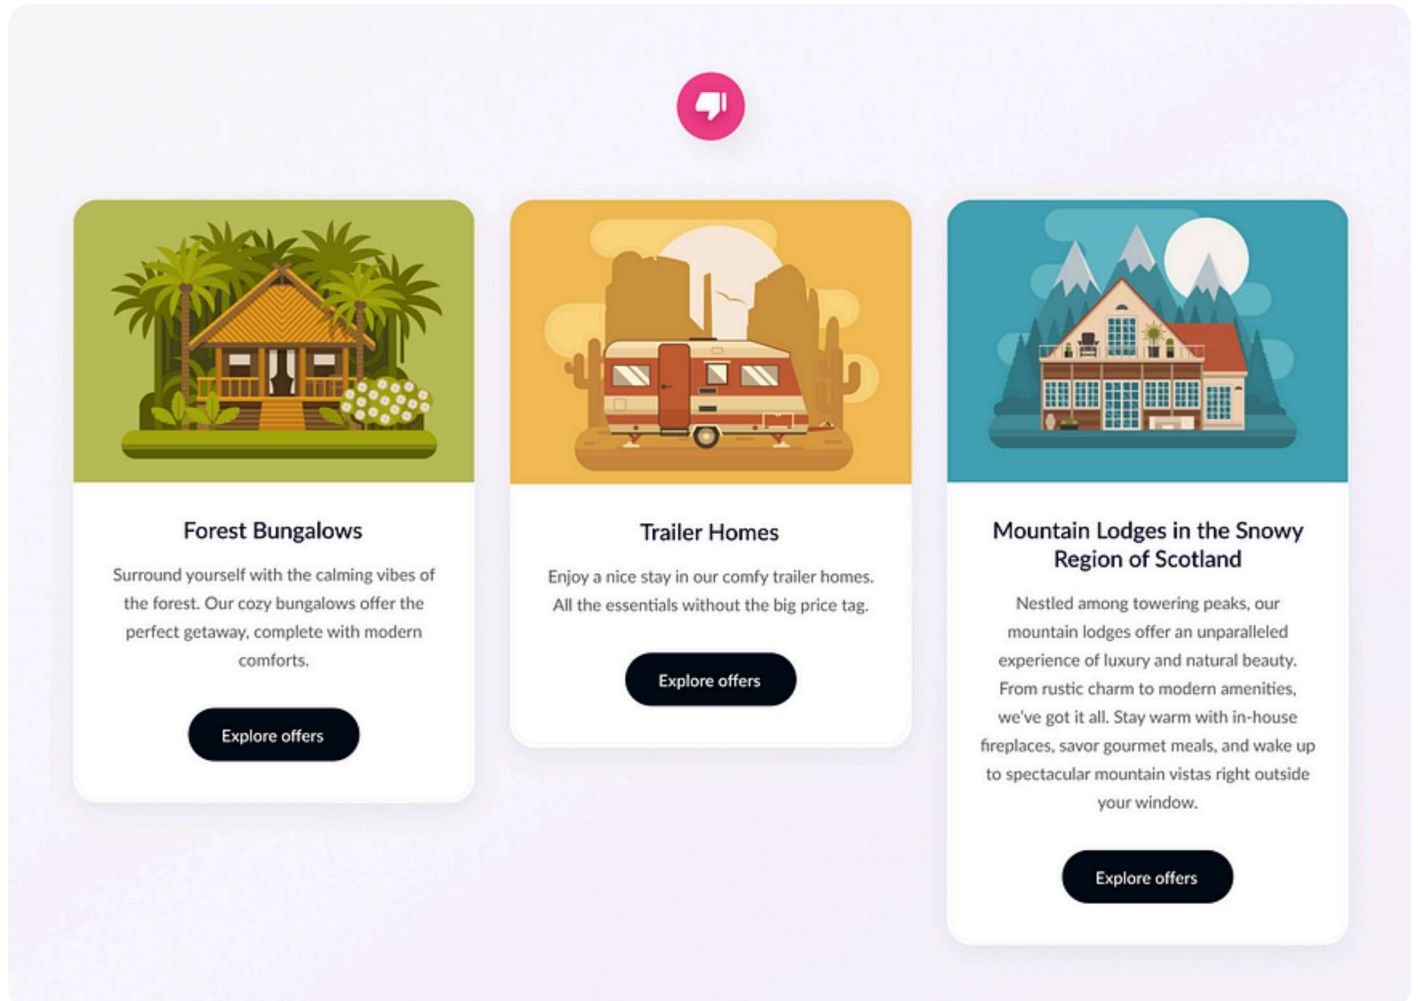 Forest Bungalows
Surround yourself with the calming vibes of
the forest. Our cozy bungalows offer the
perfect getaway, complete with modern
comforts.
Explore offers
Trailer Homes
Enjoy a nice stay in our comfy trailer homes.
All the essentials without the big price tag.
Explore offers
Mountain Lodges in the Snowy
Region of Scotland
Nestled among towering peaks, our
mountain lodges offer an unparalleled
experience of luxury and natural beauty.
From rustic charm to modern amenities,
we've got it all. Stay warm with in-house
fireplaces, savor gourmet meals, and wake up
to spectacular mountain vistas right outside
your window.
Explore offers